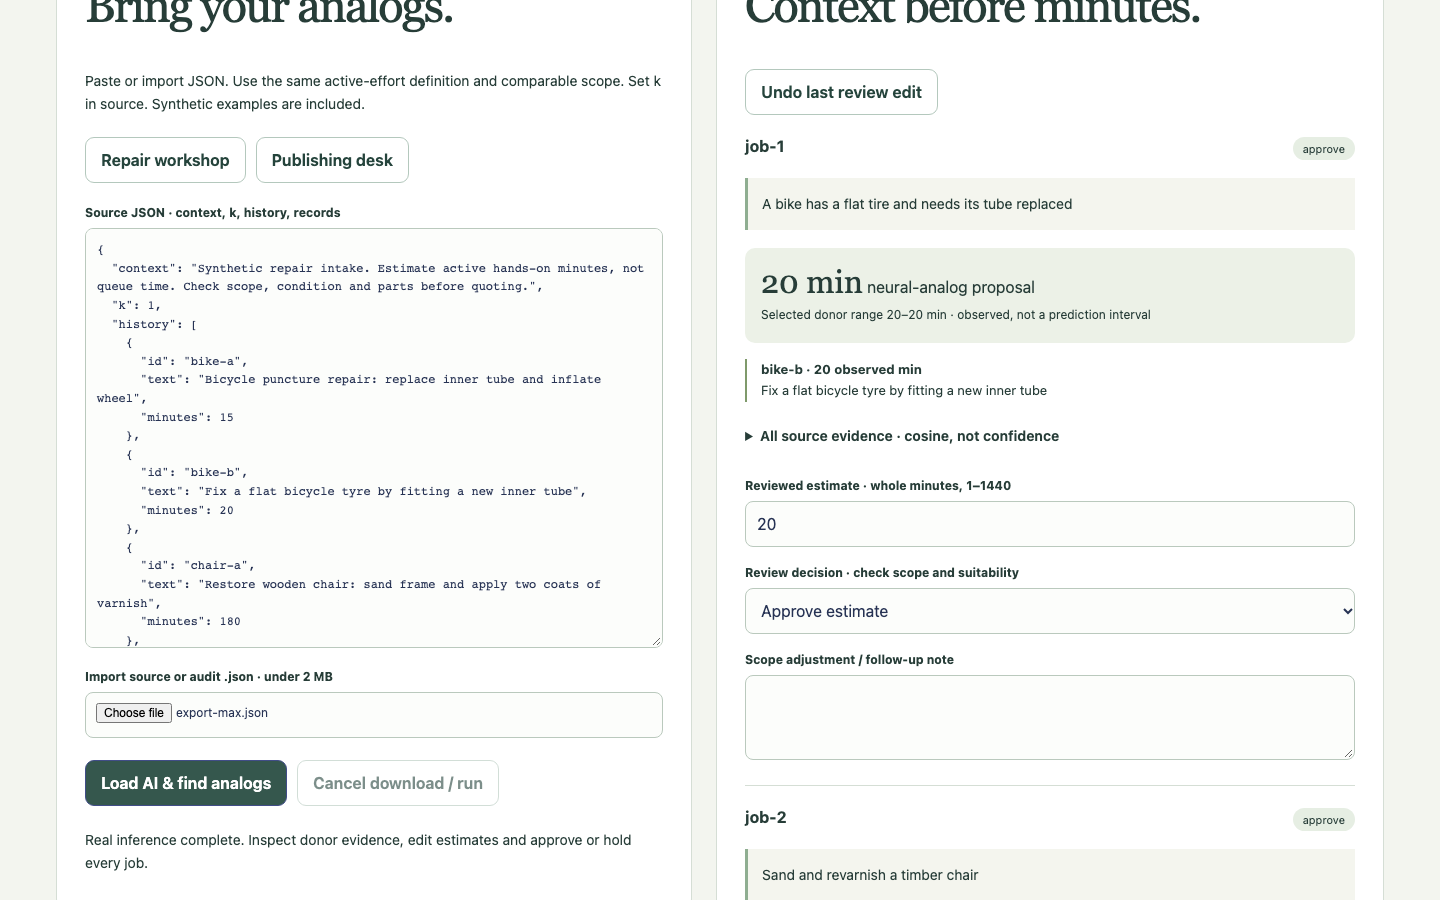 Bring your analogs.
Paste or import JSON. Use the same active-effort definition and comparable scope. Set k
in source. Synthetic examples are included.
Repair workshop
Publishing desk
Source JSON · context, k, history, records
{
"context": "Synthetic repair intake. Estimate active hands-on minutes, not
queue time. Check scope, condition and parts before quoting.",
"k": 1,
"history": [
{
"id": "bike-a",
"text": "Bicycle puncture repair: replace inner tube and inflate
wheel",
"minutes": 15
},
{
"id": "bike-b",
"text": "Fix a flat bicycle tyre by fitting a new inner tube",
"minutes": 20
},
{
"id": "chair-a",
"text": "Restore wooden chair: sand frame and apply two coats of
varnish",
"minutes": 180
},
Import source or audit .json · under 2 MB
Choose file export-max.json
Load AI & find analogs
Cancel download / run
Real inference complete. Inspect donor evidence, edit estimates and approve or hold
every job.
Context before minutes.
Undo last review edit
job-1
approve
A bike has a flat tire and needs its tube replaced
20 min neural-analog proposal
Selected donor range 20–20 min · observed, not a prediction interval
bike-b · 20 observed min
Fix a flat bicycle tyre by fitting a new inner tube
All source evidence · cosine, not confidence
Reviewed estimate · whole minutes, 1–1440
20
Review decision · check scope and suitability
Approve estimate
Scope adjustment / follow-up note
job-2
approve
Sand and revarnish a timber chair